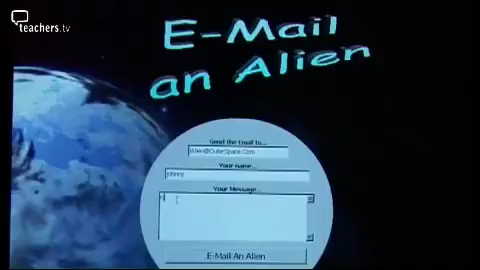 teachers.tv
E-Mail
an Alien
Send the Email to...
Alien@OuterSpace.Com
Your name...
Johnny
Your Message...
H
E-Mail An Alien